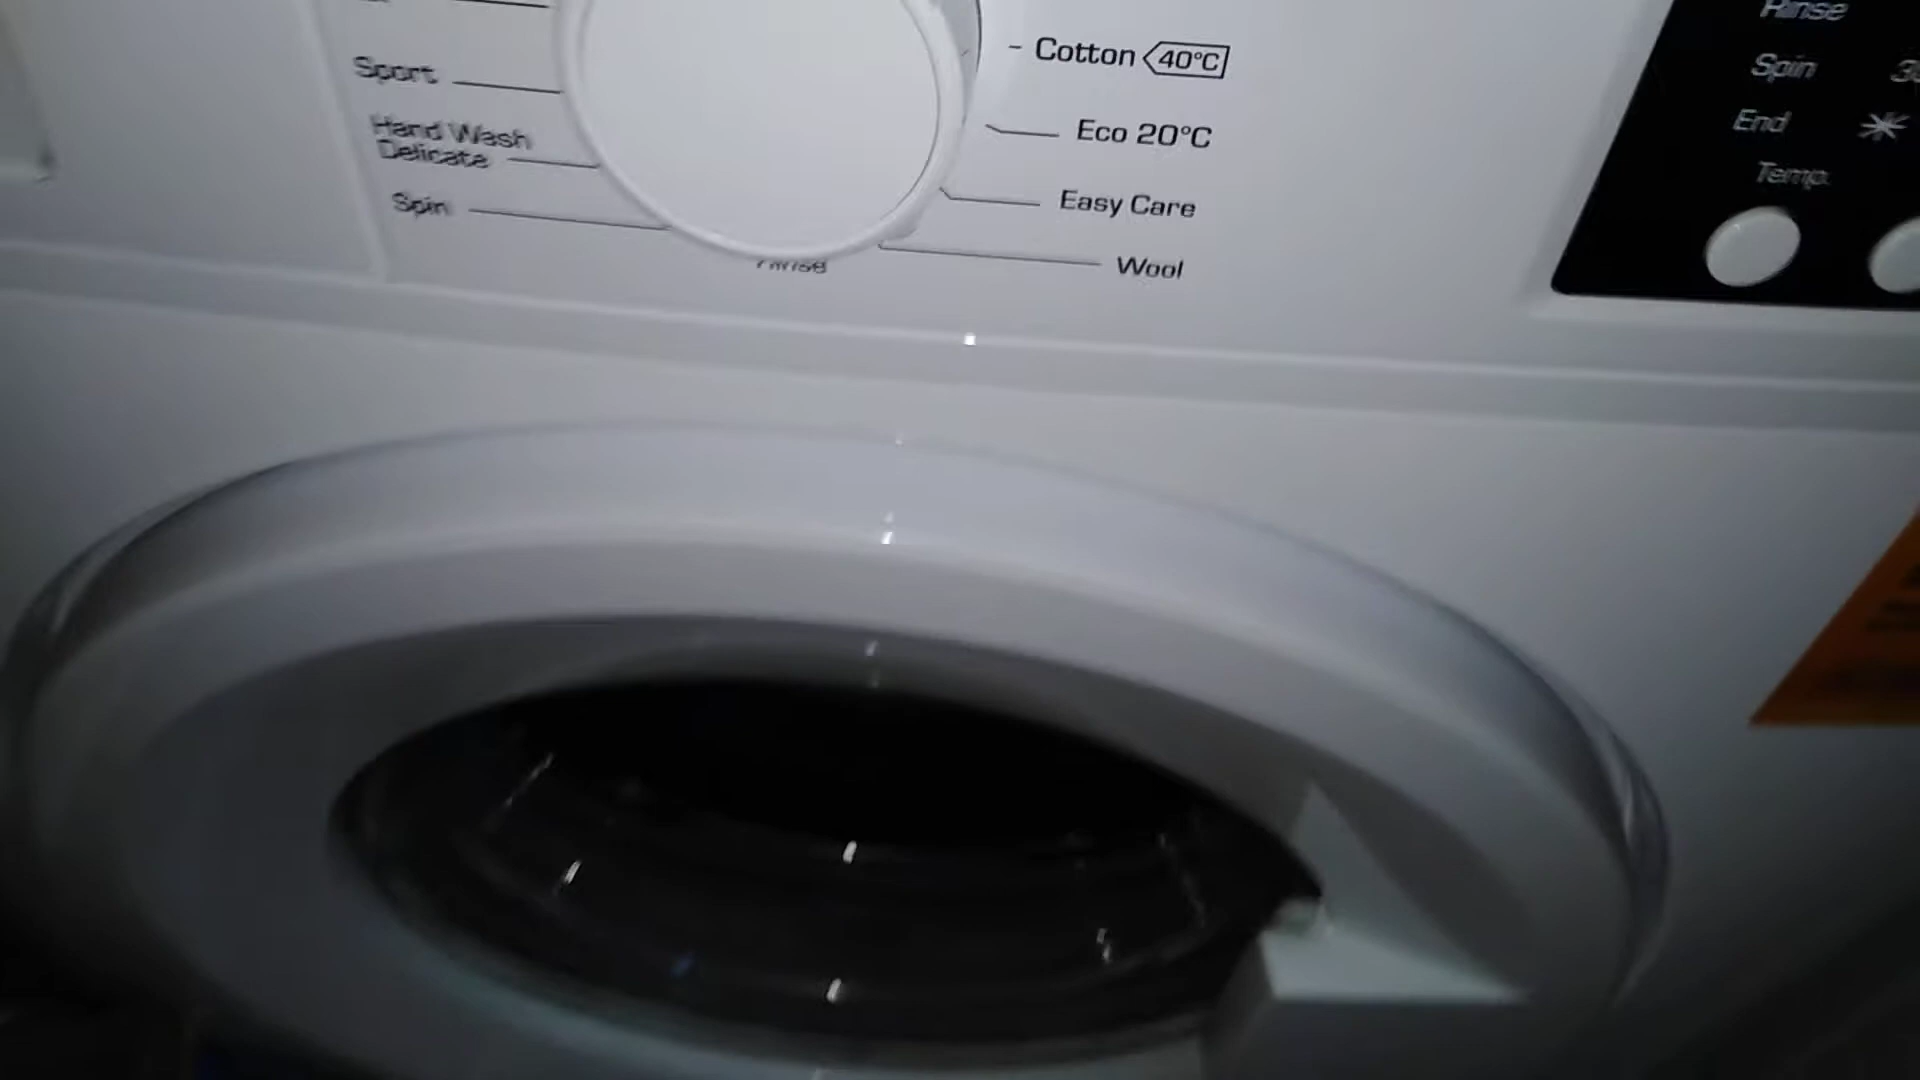 Sport
Hand Wash
Delicate
Spin
Rinse
Cotton 40°C
Eco 20°C
Easy Care
Wool
Rinse
Spin
End
Temp.